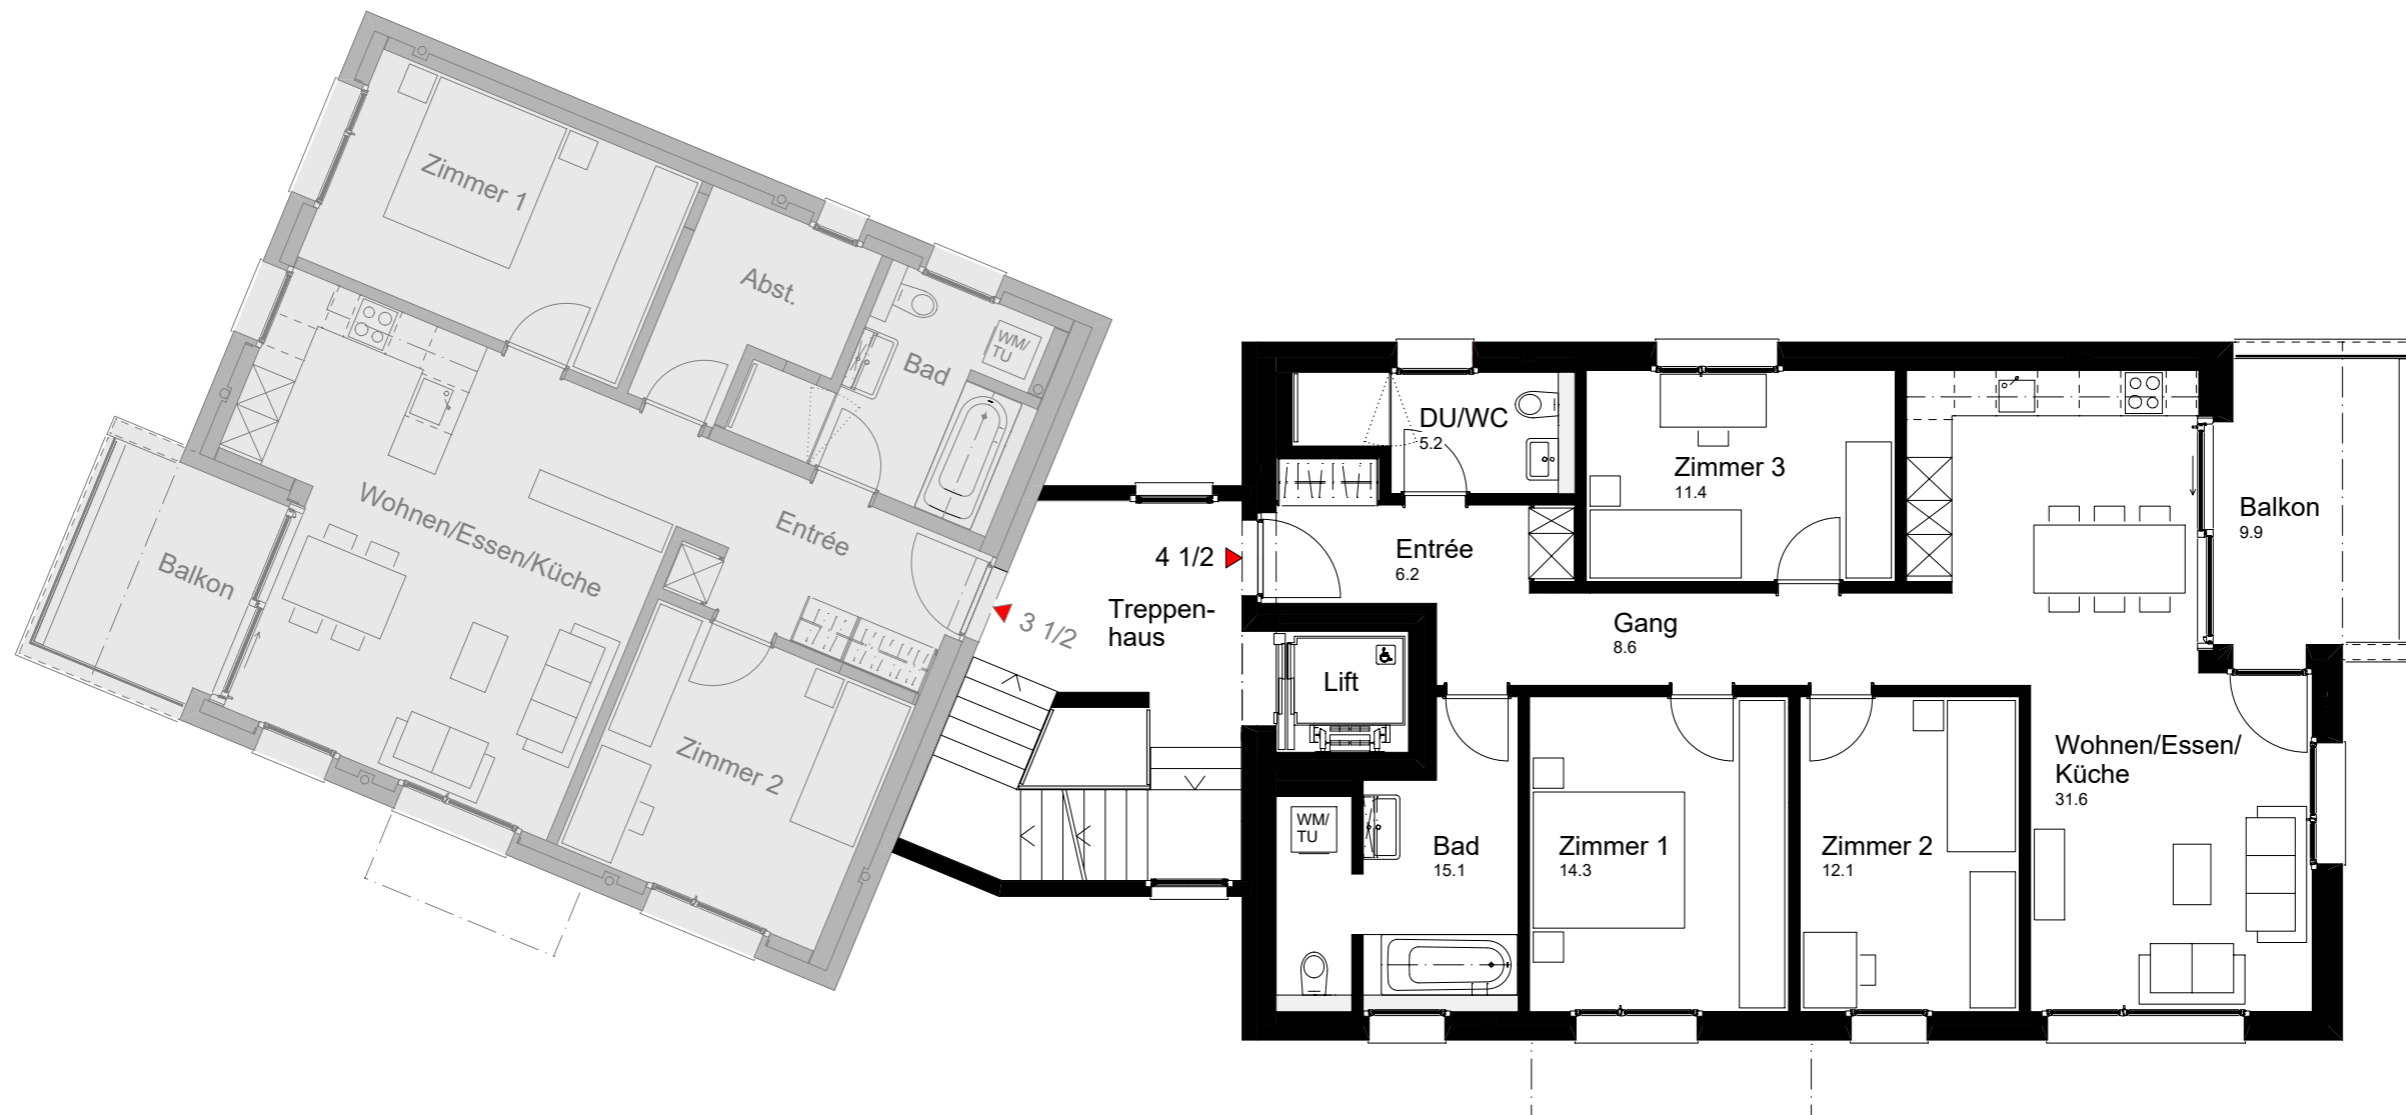 Zimmer 1
Abst.
WM/
TU
Bad
Wohnen/Essen/Küche
Entrée
Balkon
3 1/2
Zimmer 2
Treppen-
haus
4 1/2
DU/WC
5.2
Zimmer 3
11.4
Entrée
6.2
Balkon
9.9
Gang
8.6
Lift
WM/
TU
Bad
15.1
Zimmer 1
14.3
Zimmer 2
12.1
Wohnen/Essen/
Küche
31.6